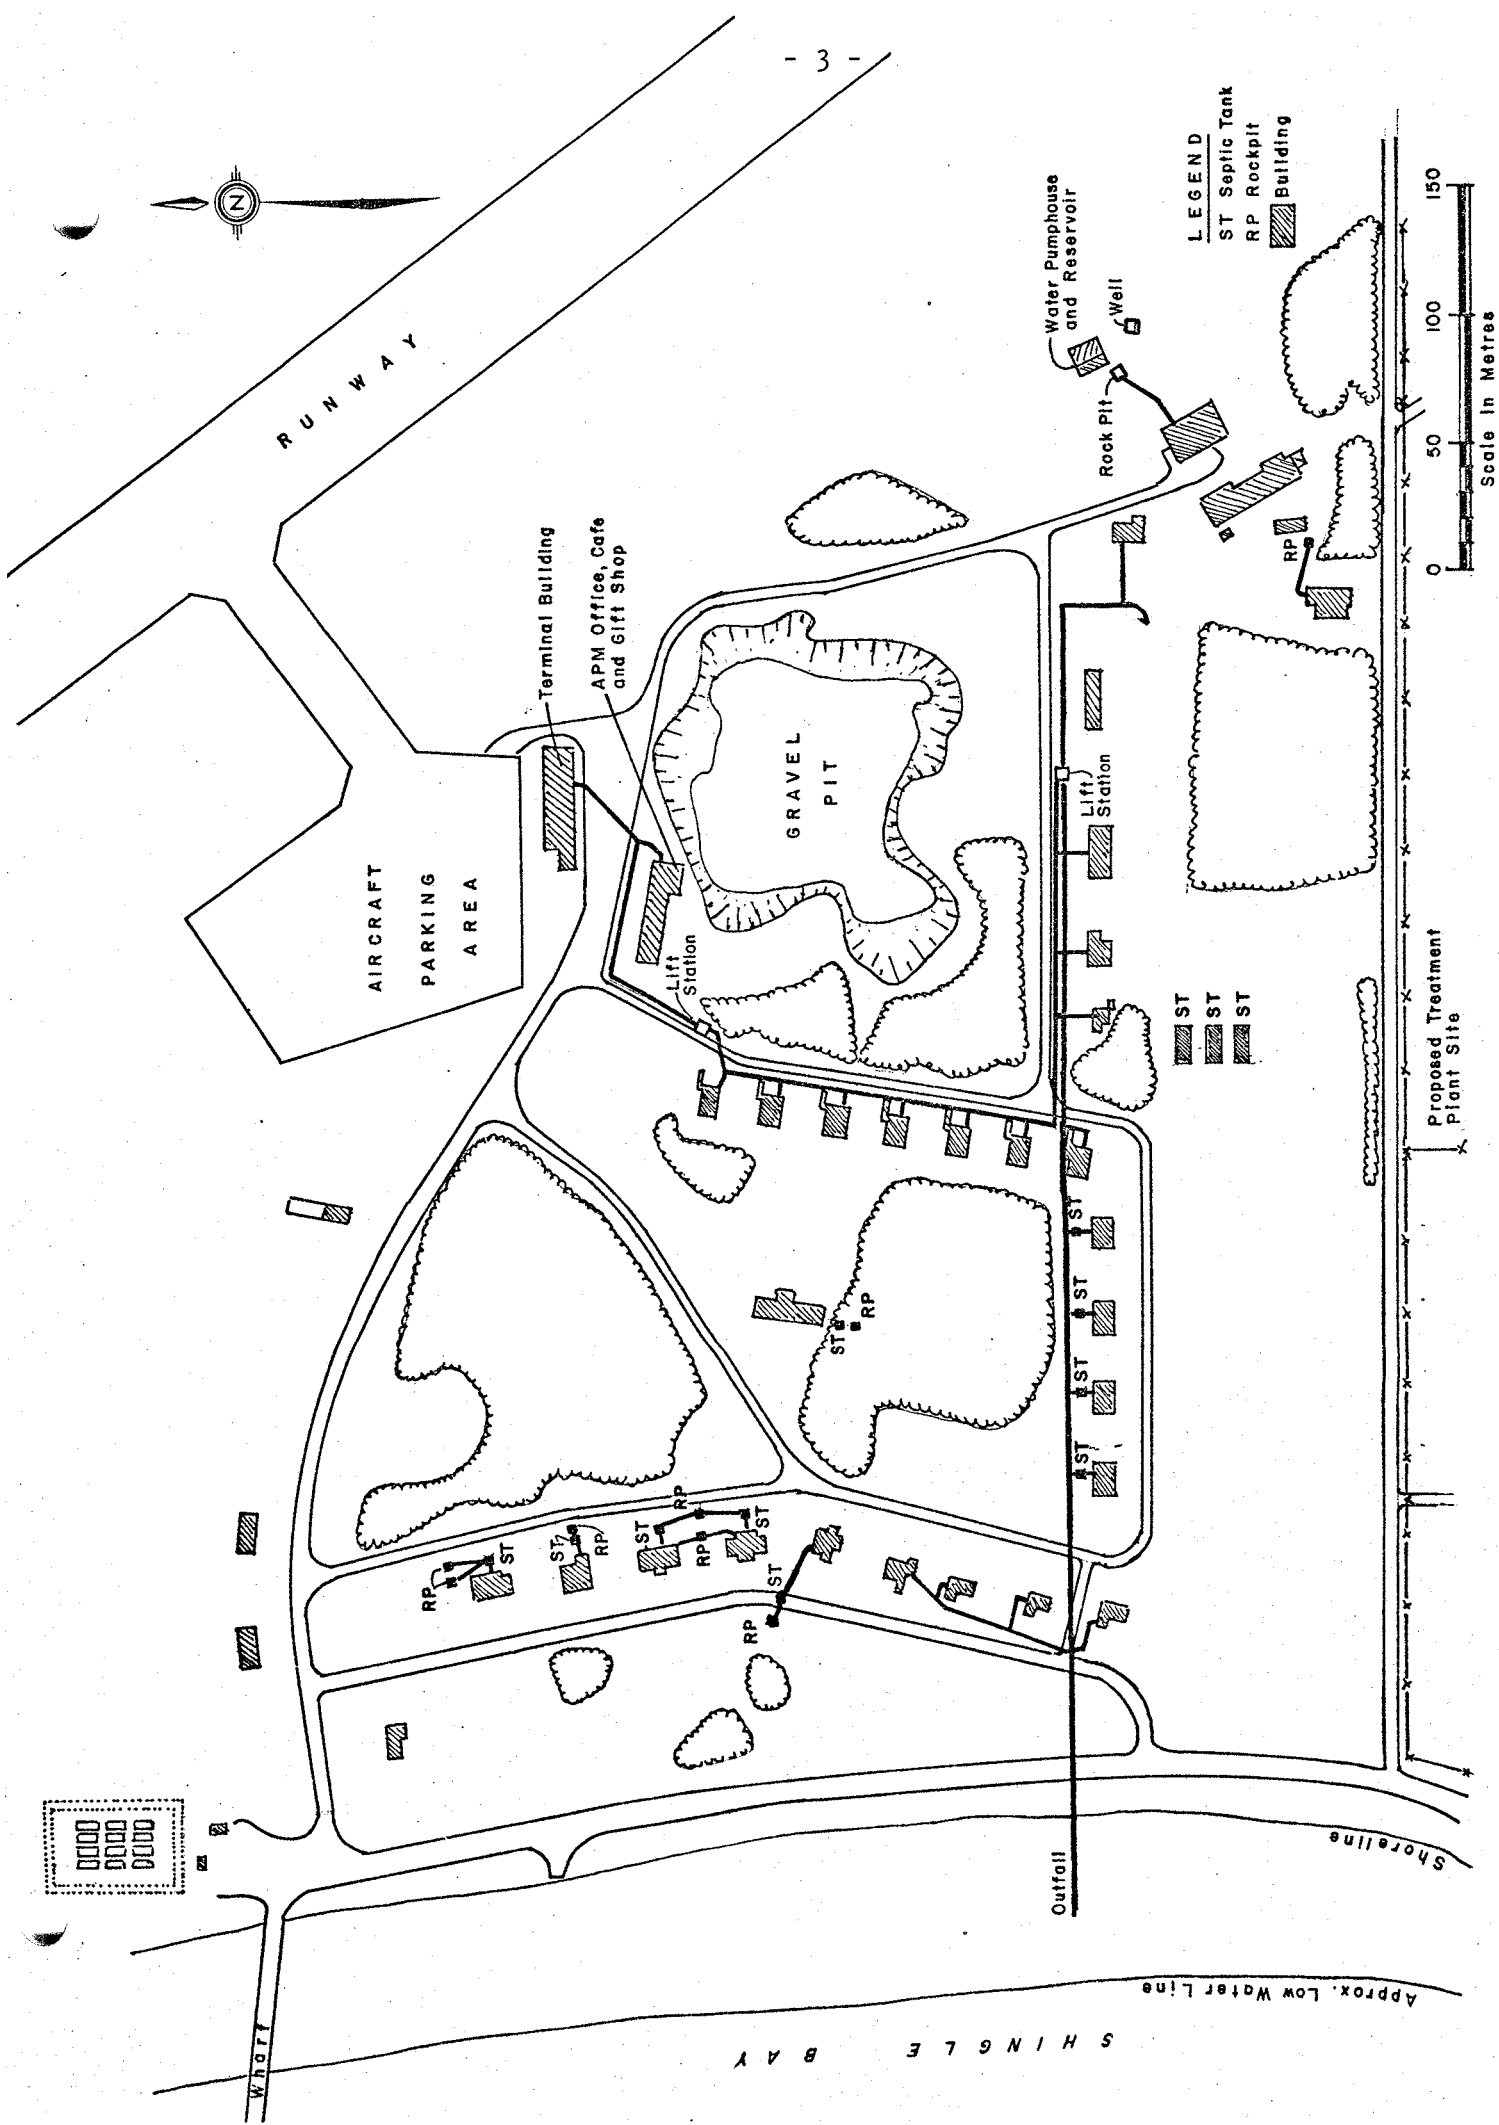 - 3 -
N
RUNWAY
AIRCRAFT
PARKING
AREA
Terminal Building
APM Office, Cafe
and Gift Shop
Lift
Station
GRAVEL
PIT
Water Pumphouse
and Reservoir
Well
Rock Pit
LEGEND
ST Septic Tank
RP Rockpit
Building
RP
Lift
Station
ST
ST
ST
ST
RP
ST
ST
ST
ST
RP
ST
ST
RP
ST
RP
RP
ST
ST
RP
Outfall
Wharf
Shoreline
Approx. Low Water Line
SHINGLE BAY
Proposed Treatment
Plant Site
0 50 100 150
Scale in Metres